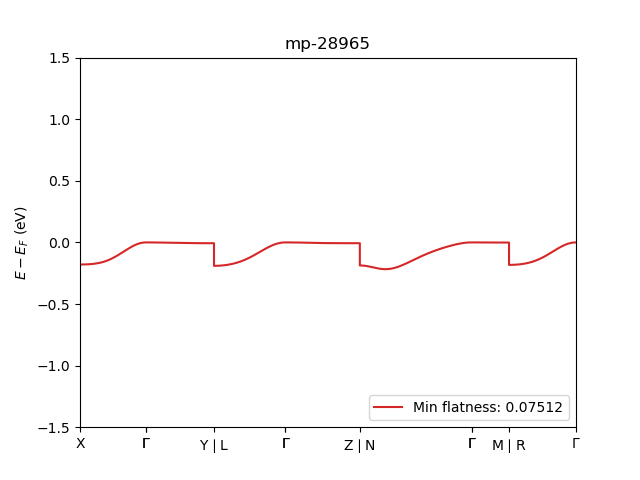 mp-28965
1.5
1.0
0.5
0.0
−0.5
−1.0
−1.5
E − E_F (eV)
Min flatness: 0.07512
X Γ Y | L Γ Z | N Γ M | R Γ